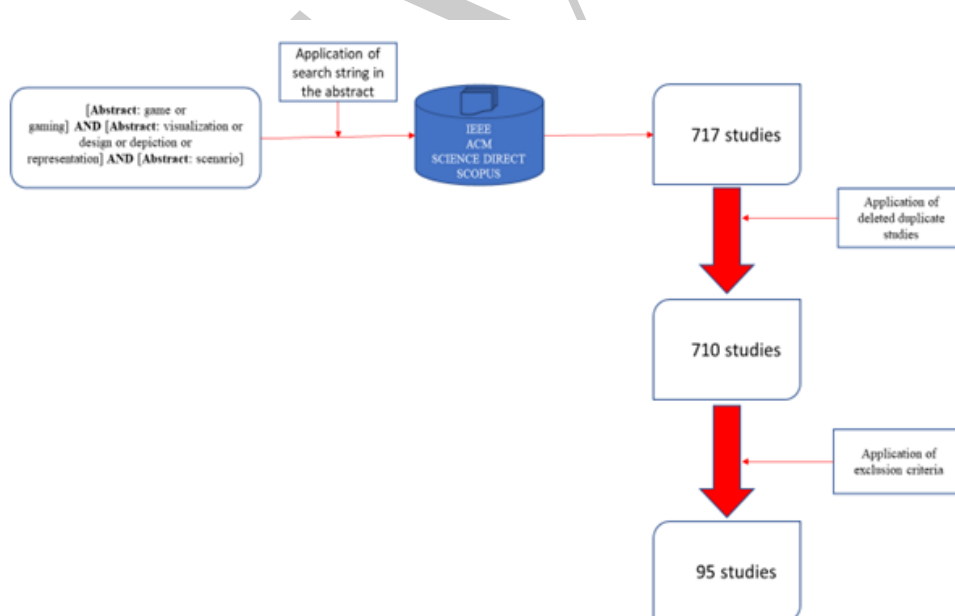 Application of
search string in
the abstract
[Abstract: game or
gaming] AND [Abstract: visualization or
design or depiction or
representation] AND [Abstract: scenario]
IEEE
ACM
SCIENCE DIRECT
SCOPUS
717 studies
Application of
deleted duplicate
studies
710 studies
Application of
exclusion criteria
95 studies